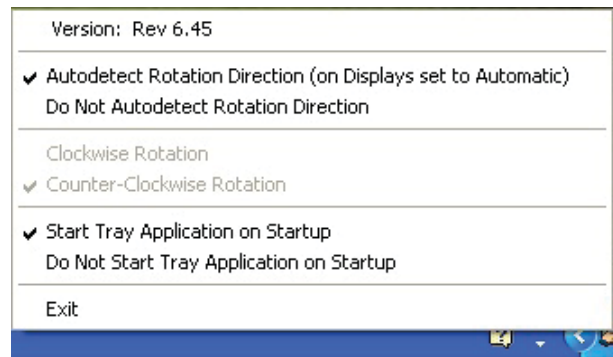 Version: Rev 6.45
Autodetect Rotation Direction (on Displays set to Automatic)
Do Not Autodetect Rotation Direction
Clockwise Rotation
Counter-Clockwise Rotation
Start Tray Application on Startup
Do Not Start Tray Application on Startup
Exit